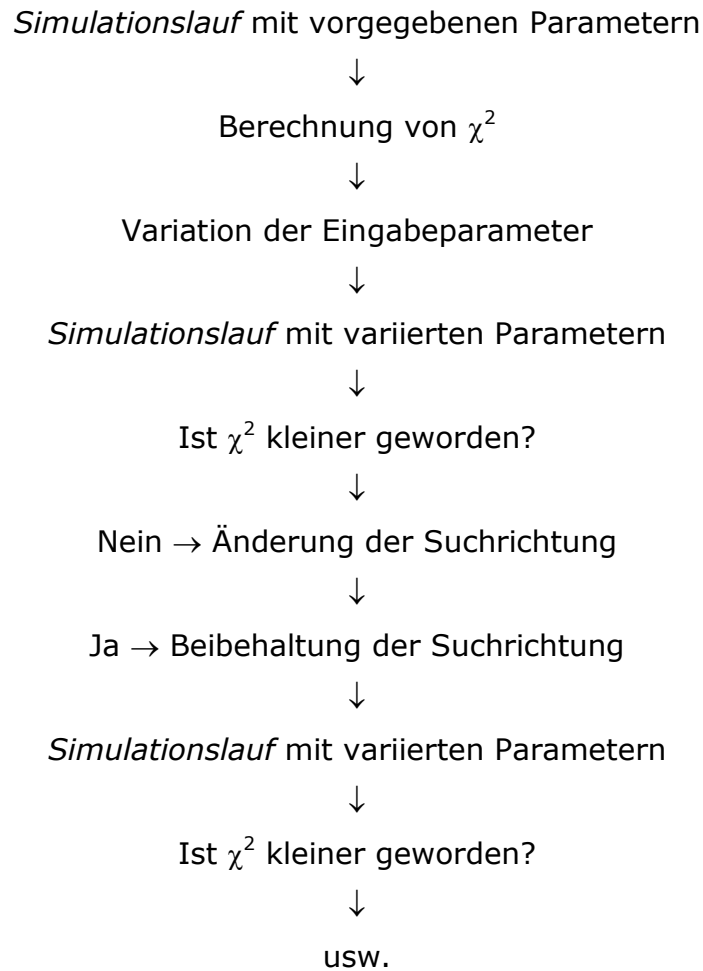 Simulationslauf mit vorgegebenen Parametern
↓
Berechnung von χ²
↓
Variation der Eingabeparameter
↓
Simulationslauf mit variierten Parametern
↓
Ist χ² kleiner geworden?
↓
Nein → Änderung der Suchrichtung
↓
Ja → Beibehaltung der Suchrichtung
↓
Simulationslauf mit variierten Parametern
↓
Ist χ² kleiner geworden?
↓
usw.